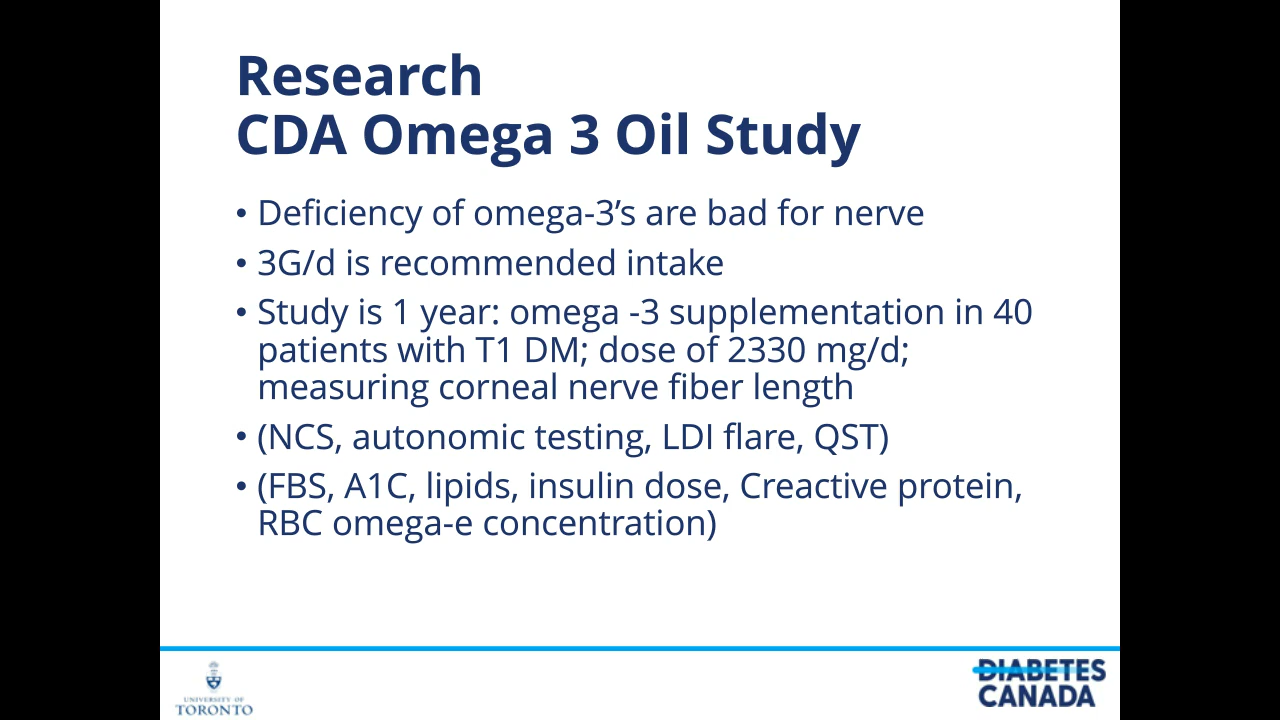 Research
CDA Omega 3 Oil Study
• Deficiency of omega-3’s are bad for nerve
• 3G/d is recommended intake
• Study is 1 year: omega -3 supplementation in 40
patients with T1 DM; dose of 2330 mg/d;
measuring corneal nerve fiber length
• (NCS, autonomic testing, LDI flare, QST)
• (FBS, A1C, lipids, insulin dose, Creactive protein,
RBC omega-e concentration)
UNIVERSITY OF
TORONTO
DIABETES
CANADA